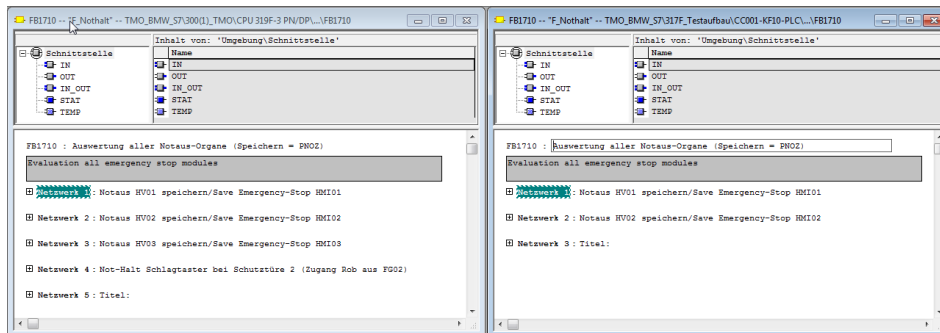 FB1710 -- "F_Nothalt" -- TMO_BMW_S7\300(1)_TMO\CPU 319F-3 PN/DP\...\FB1710
Inhalt von: 'Umgebung\Schnittstelle'
Schnittstelle
IN
OUT
IN_OUT
STAT
TEMP
Name
IN
OUT
IN_OUT
STAT
TEMP
FB1710 : Auswertung aller Notaus-Organe (Speichern = PNOZ)
Evaluation all emergency stop modules
Netzwerk 1: Notaus HV01 speichern/Save Emergency-Stop HMI01
Netzwerk 2: Notaus HV02 speichern/Save Emergency-Stop HMI02
Netzwerk 3: Notaus HV03 speichern/Save Emergency-Stop HMI03
Netzwerk 4: Not-Halt Schlagtaster bei Schutztüre 2 (Zugang Rob aus FG02)
Netzwerk 5: Titel:
FB1710 -- "F_Nothalt" -- TMO_BMW_S7\317F_Testaufbau\CC001-KF10-PLC\...\FB1710
Inhalt von: 'Umgebung\Schnittstelle'
Schnittstelle
IN
OUT
IN_OUT
STAT
TEMP
Name
IN
OUT
IN_OUT
STAT
TEMP
FB1710 : Auswertung aller Notaus-Organe (Speichern = PNOZ)
Evaluation all emergency stop modules
Netzwerk 1: Notaus HV01 speichern/Save Emergency-Stop HMI01
Netzwerk 2: Notaus HV02 speichern/Save Emergency-Stop HMI02
Netzwerk 3: Titel: